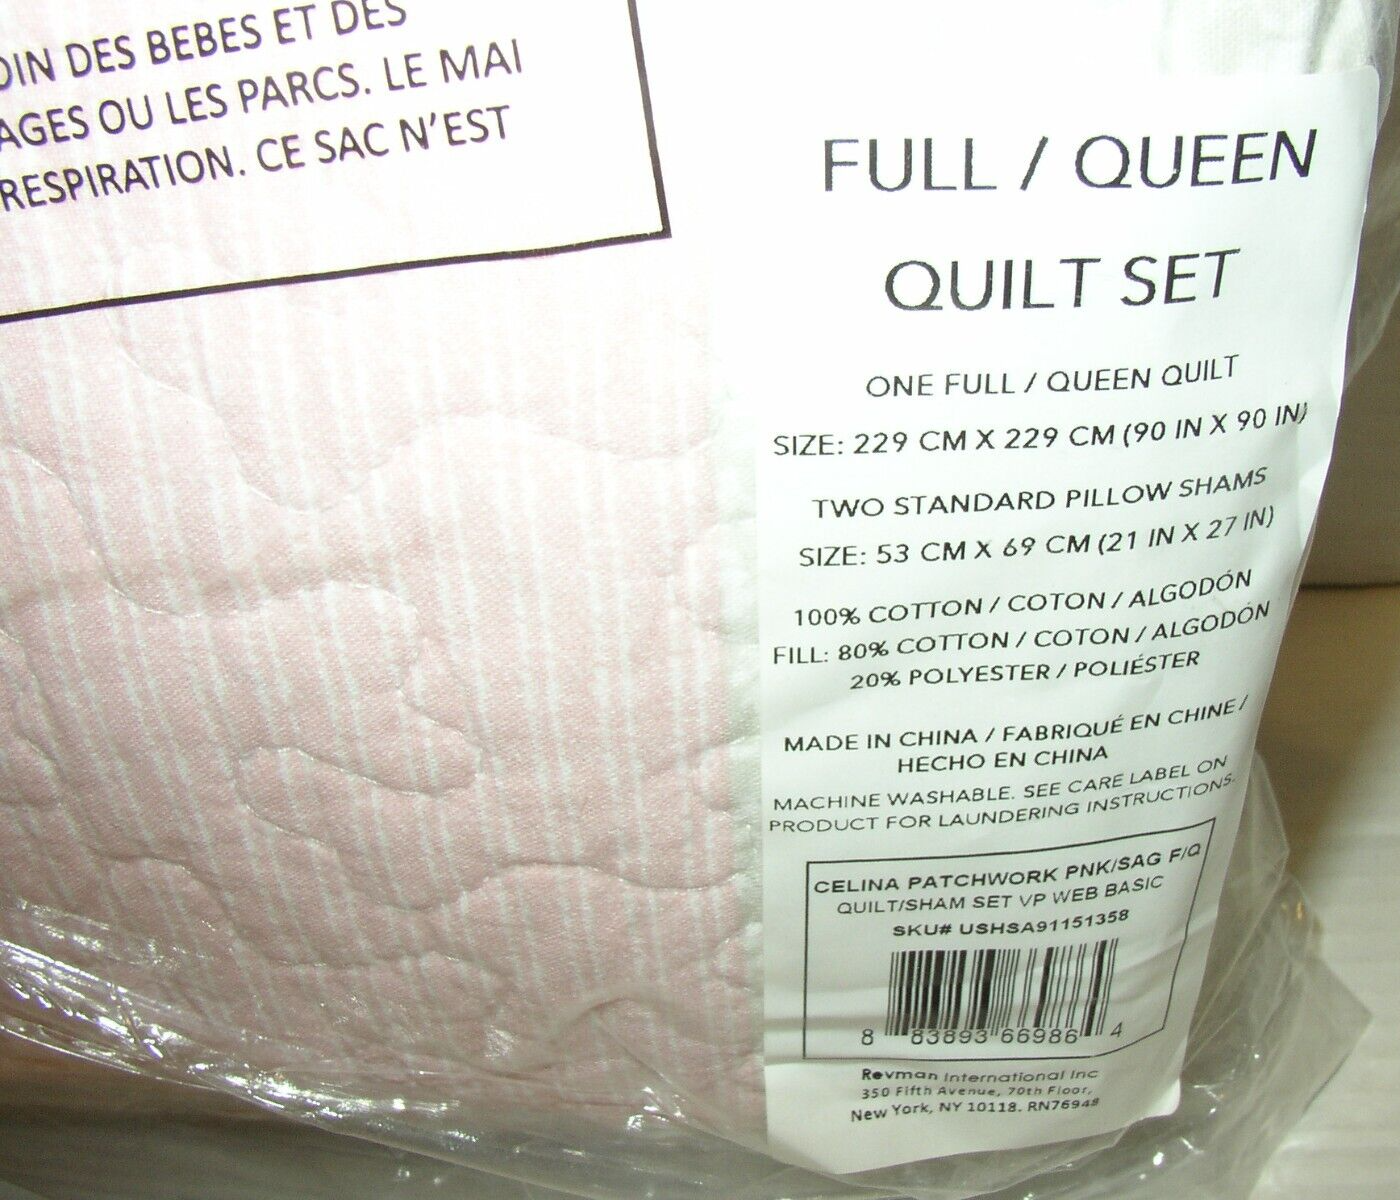 DES BEBES ET DES
OU LES PARCS. LE MAI
RESPIRATION. CE SAC N'EST
FULL / QUEEN
QUILT SET
ONE FULL / QUEEN QUILT
SIZE: 229 CM X 229 CM (90 IN X 90 IN)
TWO STANDARD PILLOW SHAMS
SIZE: 53 CM X 69 CM (21 IN X 27 IN)
100% COTTON / COTON / ALGODÓN
FILL: 80% COTTON / COTON / ALGODÓN
20% POLYESTER / POLIÉSTER
MADE IN CHINA / FABRIQUÉ EN CHINE /
HECHO EN CHINA
MACHINE WASHABLE. SEE CARE LABEL ON
PRODUCT FOR LAUNDERING INSTRUCTIONS.
CELINA PATCHWORK PNK/SAG F/Q
QUILT/SHAM SET VP WEB BASIC
SKU# USHSA91151358
8 83893 66986 4
Revman International Inc
350 Fifth Avenue, 70th Floor,
New York, NY 10118. RN76948